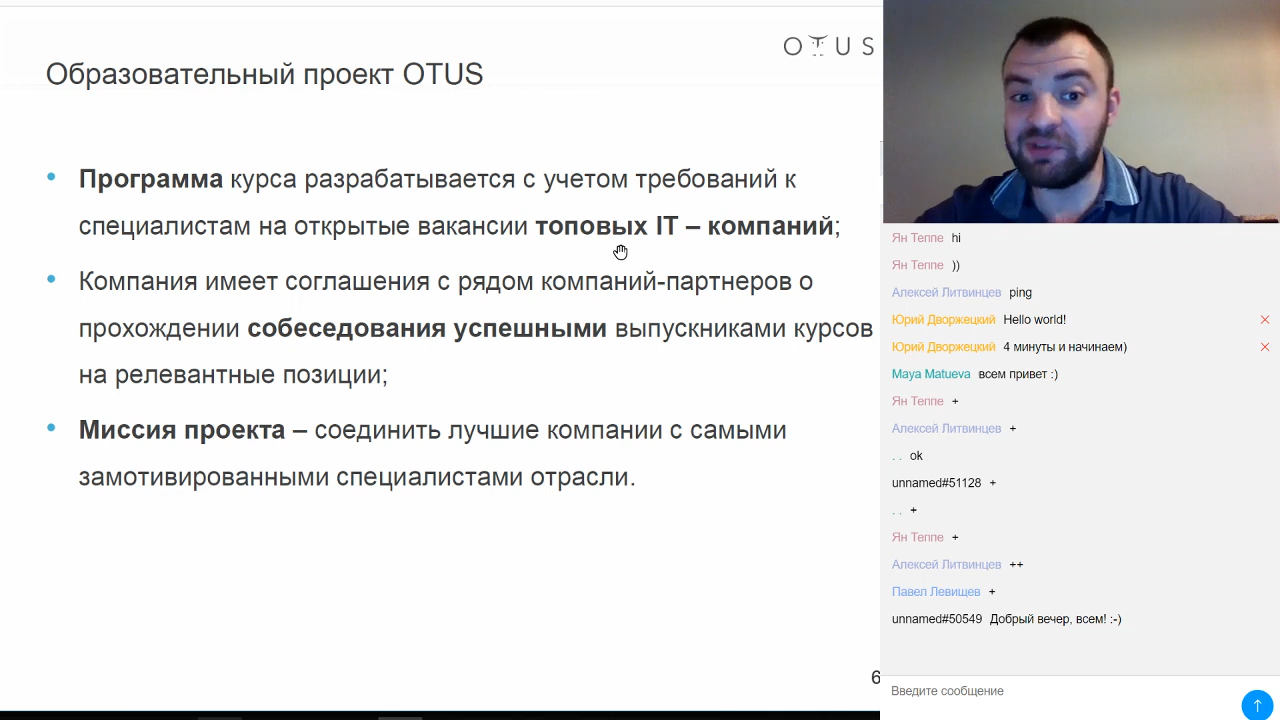 OTUS
Образовательный проект OTUS
• Программа курса разрабатывается с учетом требований к
специалистам на открытые вакансии топовых IT – компаний;
• Компания имеет соглашения с рядом компаний-партнеров о
прохождении собеседования успешными выпускниками курсов
на релевантные позиции;
• Миссия проекта – соединить лучшие компании с самыми
замотивированными специалистами отрасли.
6
Ян Теппе hi
Ян Теппе ))
Алексей Литвинцев ping
Юрий Дворжецкий Hello world!
Юрий Дворжецкий 4 минуты и начинаем)
Maya Matueva всем привет :)
Ян Теппе +
Алексей Литвинцев +
. . ok
unnamed#51128 +
. . +
Ян Теппе +
Алексей Литвинцев ++
Павел Левищев +
unnamed#50549 Добрый вечер, всем! :-)
Введите сообщение